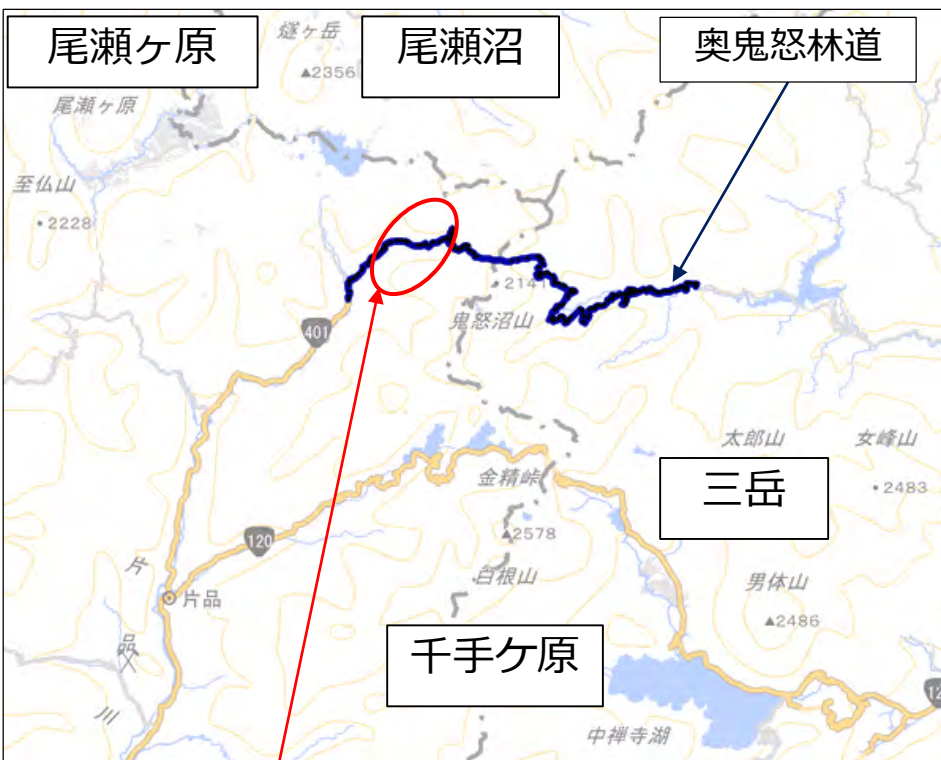 尾瀬ヶ原
燧ヶ岳
▲2356
尾瀬沼
奥鬼怒林道
尾瀬ヶ原
至仏山
・2228
・2141
鬼怒沼山
401
太郎山
女峰山
三岳
・2483
金精峠
120
▲2578
白根山
男体山
▲2486
片品
片
品
川
千手ケ原
中禅寺湖
12